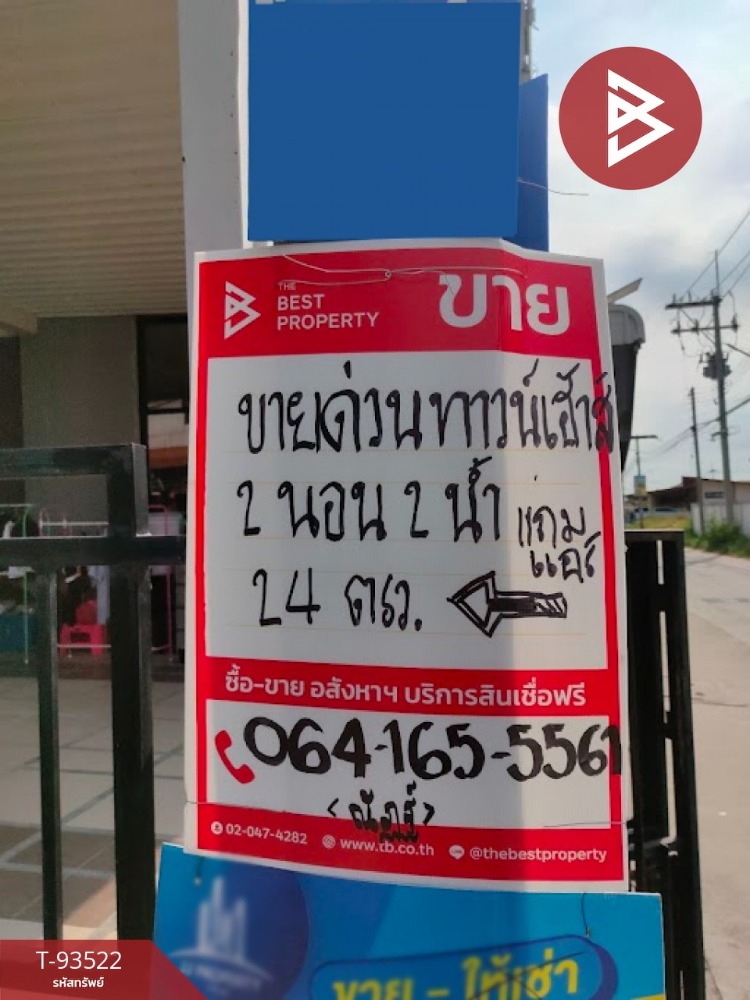 THE
BEST
PROPERTY
ขาย
ขายด่วนทาวน์เฮ้าส์
2 นอน 2 น้ำ แถม
แอร์
24 ตรว.
ซื้อ-ขาย อสังหาฯ บริการสินเชื่อฟรี
064-165-5561
02-047-4282 www.tb.co.th @thebestproperty
ขาย - ให้เช่า
T-93522
รหัสทรัพย์